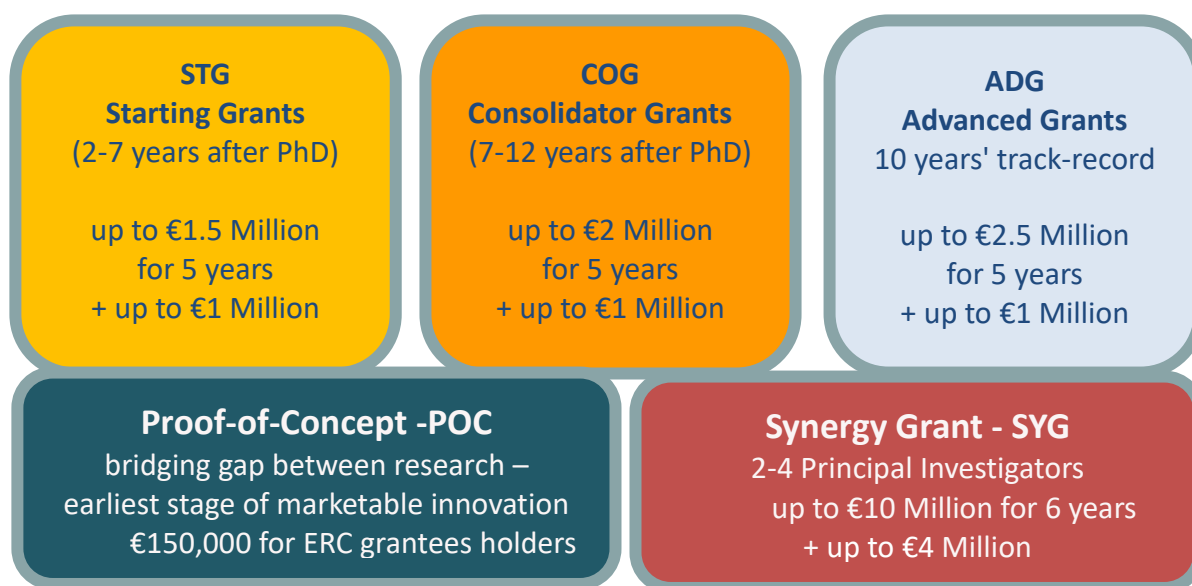 STG
Starting Grants
(2-7 years after PhD)
up to €1.5 Million
for 5 years
+ up to €1 Million
COG
Consolidator Grants
(7-12 years after PhD)
up to €2 Million
for 5 years
+ up to €1 Million
ADG
Advanced Grants
10 years' track-record
up to €2.5 Million
for 5 years
+ up to €1 Million
Proof-of-Concept -POC
bridging gap between research –
earliest stage of marketable innovation
€150,000 for ERC grantees holders
Synergy Grant - SYG
2-4 Principal Investigators
up to €10 Million for 6 years
+ up to €4 Million